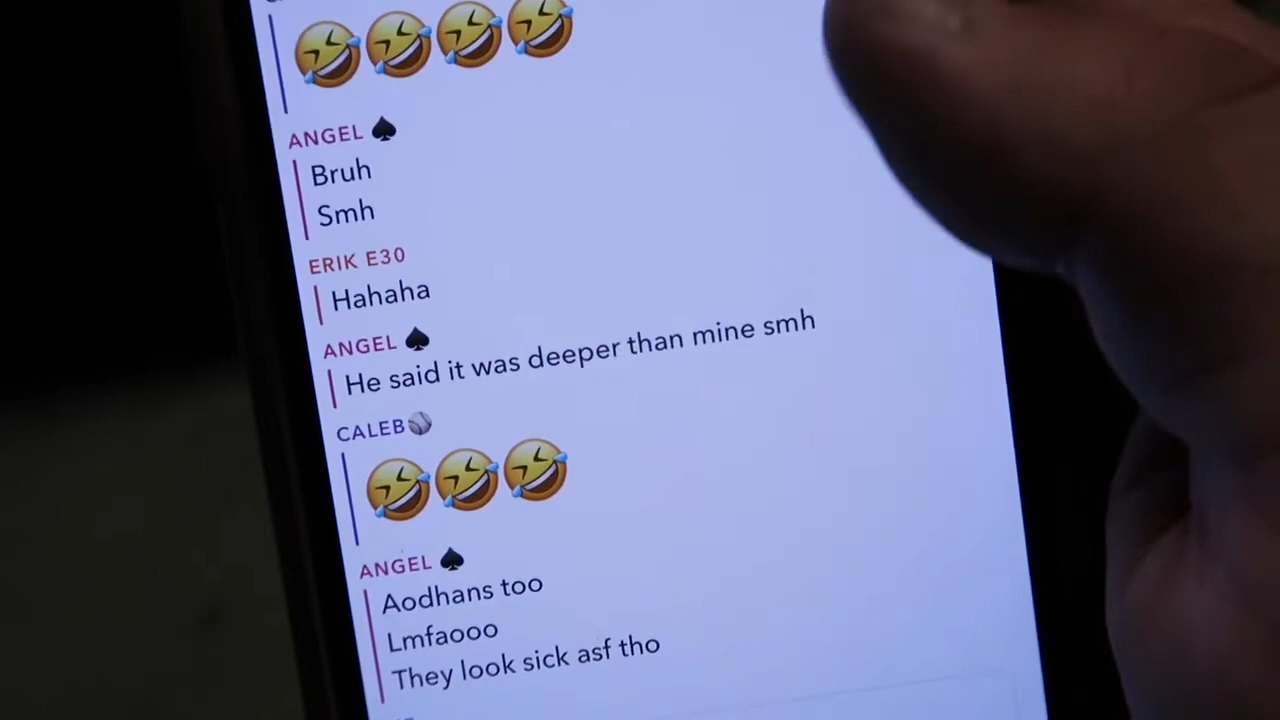 🤣🤣🤣🤣
ANGEL ♠️
Bruh
Smh
ERIK E30
Hahaha
ANGEL ♠️
He said it was deeper than mine smh
CALEB⚾
🤣🤣🤣
ANGEL ♠️
Aodhans too
Lmfaooo
They look sick asf tho